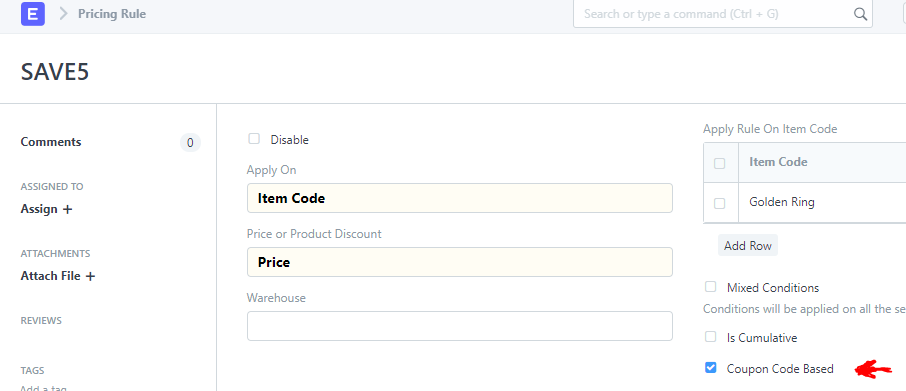 E Pricing Rule
Search or type a command (Ctrl + G)
SAVE5
Comments 0
ASSIGNED TO
Assign +
ATTACHMENTS
Attach File +
REVIEWS
TAGS
Add a tag
Disable
Apply On
Item Code
Price or Product Discount
Price
Warehouse
Apply Rule On Item Code
Item Code
Golden Ring
Add Row
Mixed Conditions
Conditions will be applied on all the se
Is Cumulative
Coupon Code Based